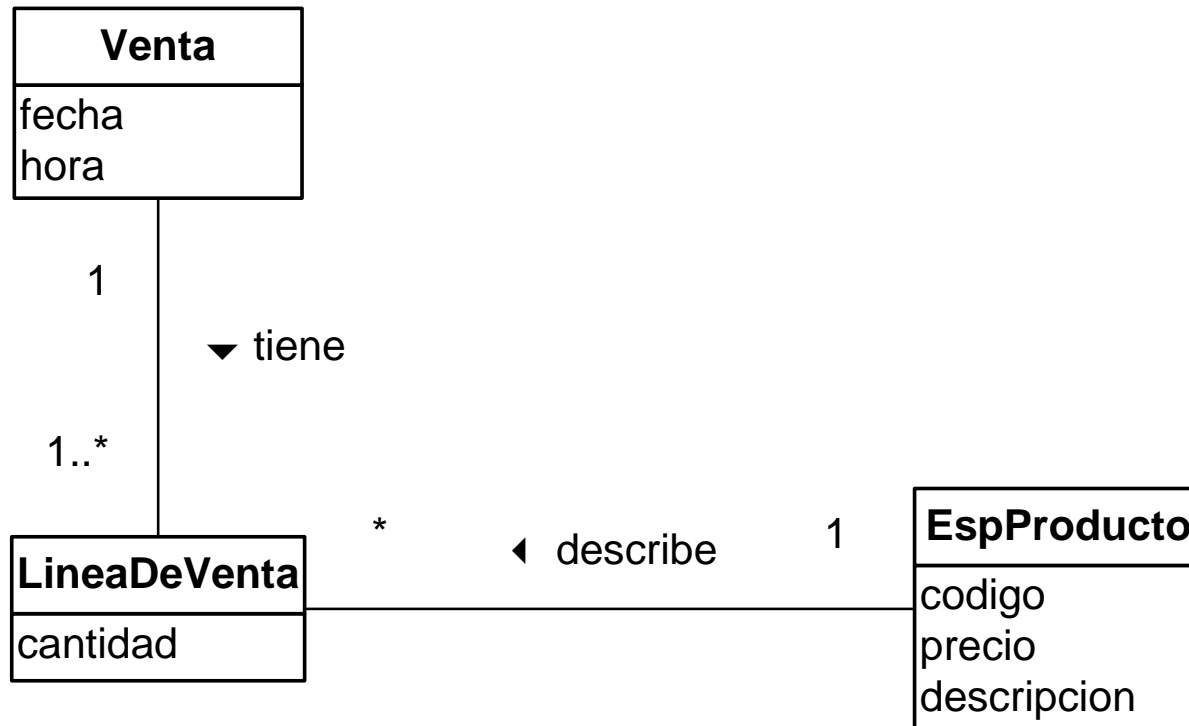 Venta
fecha
hora
1
tiene
1..*
LineaDeVenta
cantidad
*
describe
1
EspProducto
codigo
precio
descripcion